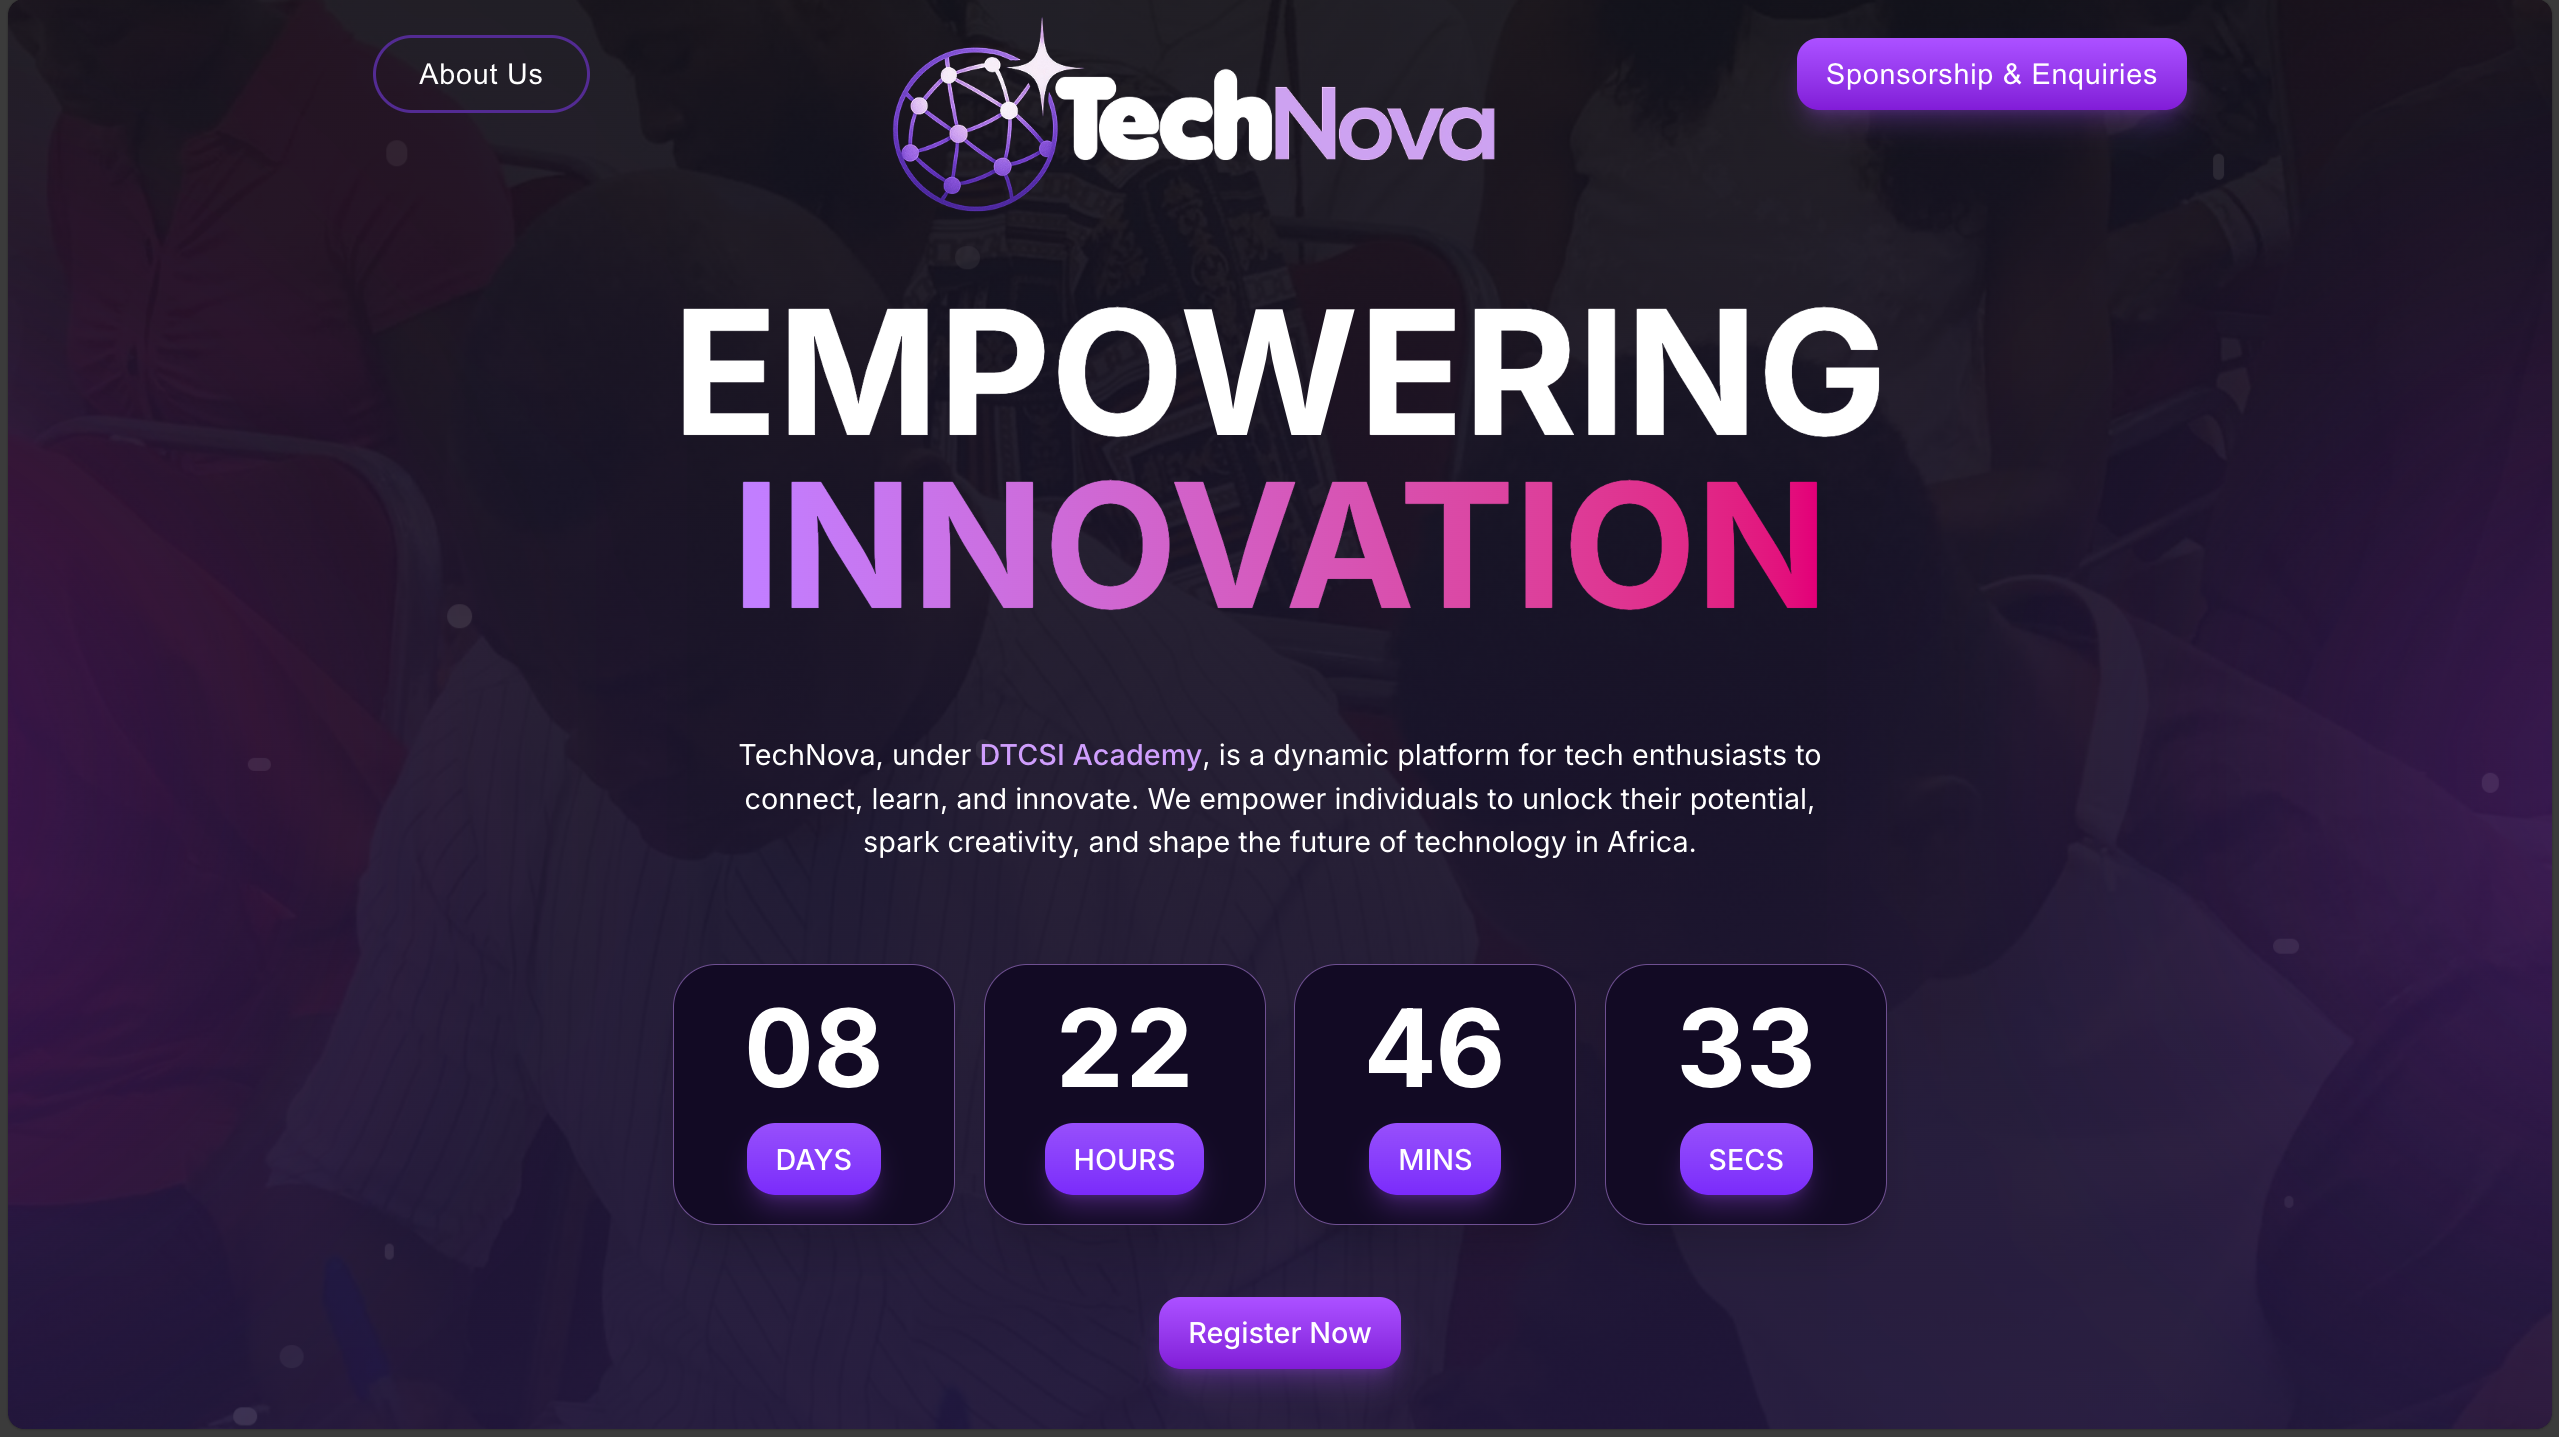 About Us
TechNova
Sponsorship & Enquiries
EMPOWERING
INNOVATION
TechNova, under DTCSI Academy, is a dynamic platform for tech enthusiasts to
connect, learn, and innovate. We empower individuals to unlock their potential,
spark creativity, and shape the future of technology in Africa.
08
DAYS
22
HOURS
46
MINS
33
SECS
Register Now